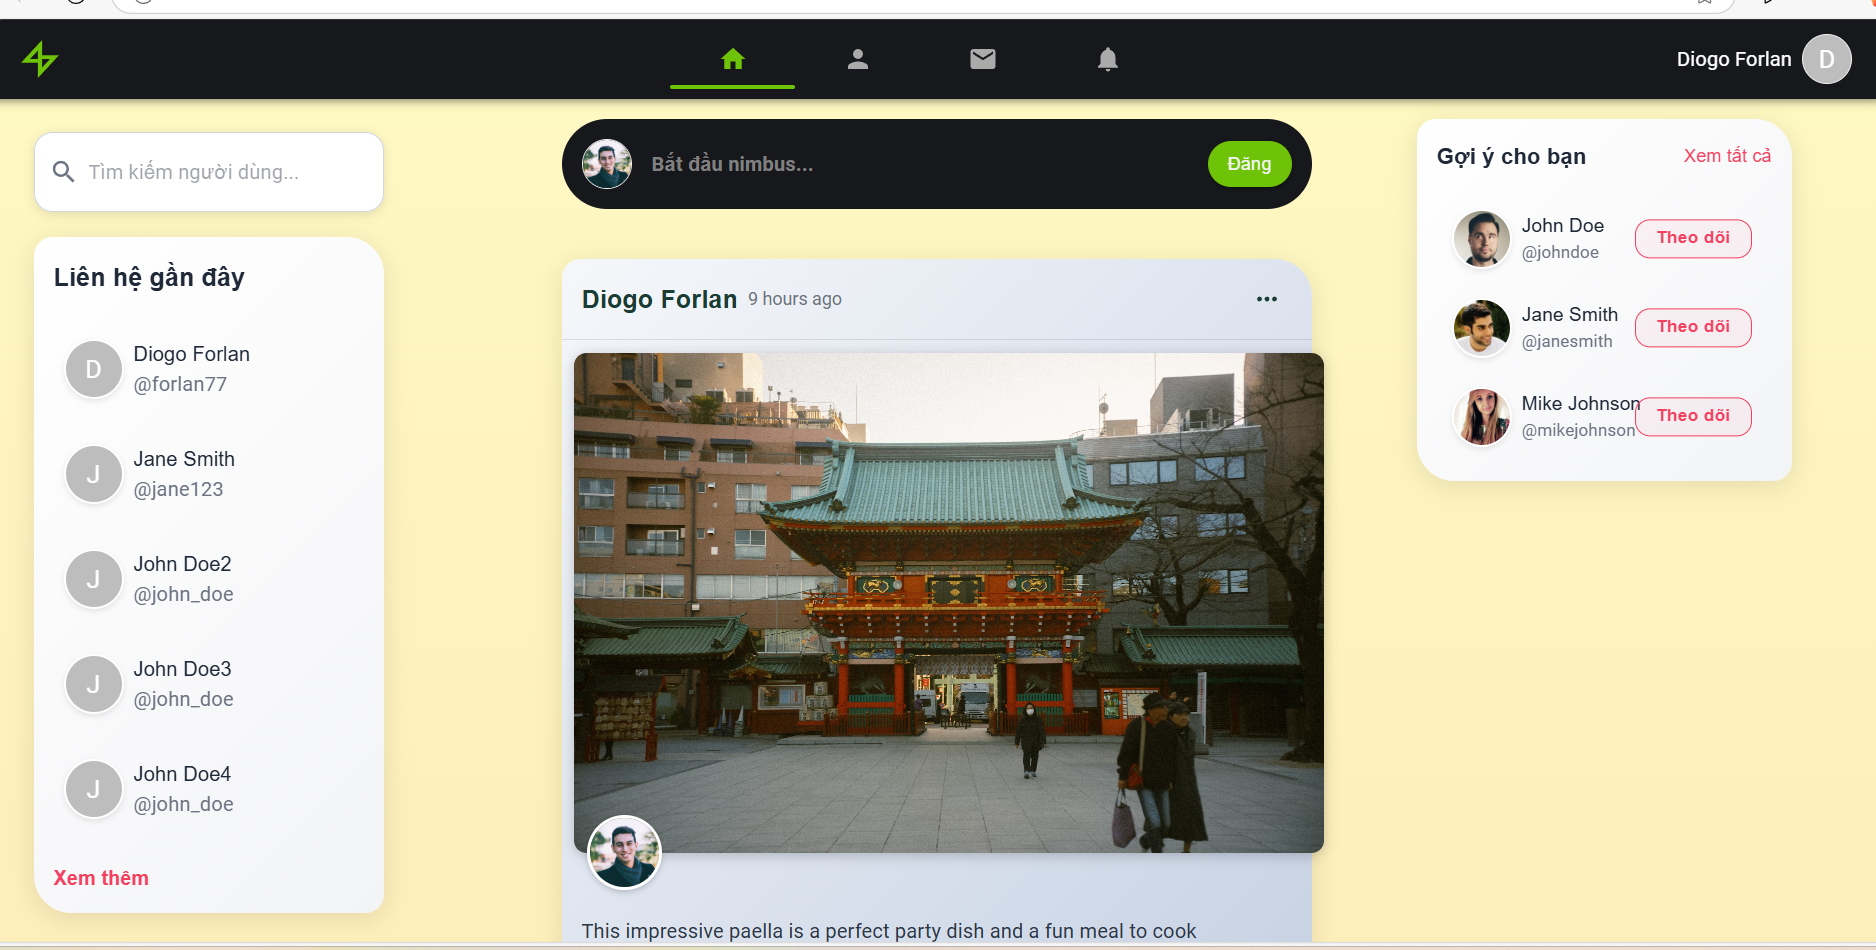 Diogo Forlan
D
Tìm kiếm người dùng...
Liên hệ gần đây
D
Diogo Forlan
@forlan77
J
Jane Smith
@jane123
J
John Doe2
@john_doe
J
John Doe3
@john_doe
J
John Doe4
@john_doe
Xem thêm
Bắt đầu nimbus...
Đăng
Diogo Forlan 9 hours ago
This impressive paella is a perfect party dish and a fun meal to cook
Gợi ý cho bạn
Xem tất cả
John Doe
@johndoe
Theo dõi
Jane Smith
@janesmith
Theo dõi
Mike Johnson
@mikejohnson
Theo dõi